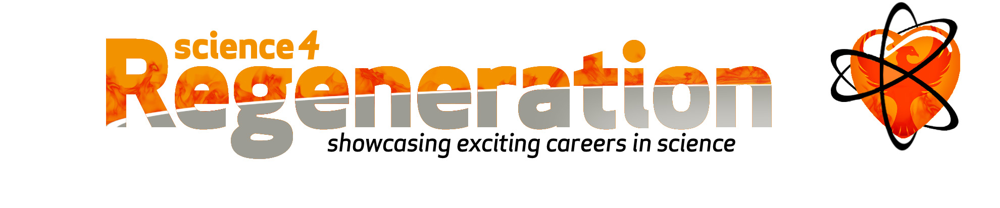 science4
Regeneration
showcasing exciting careers in science